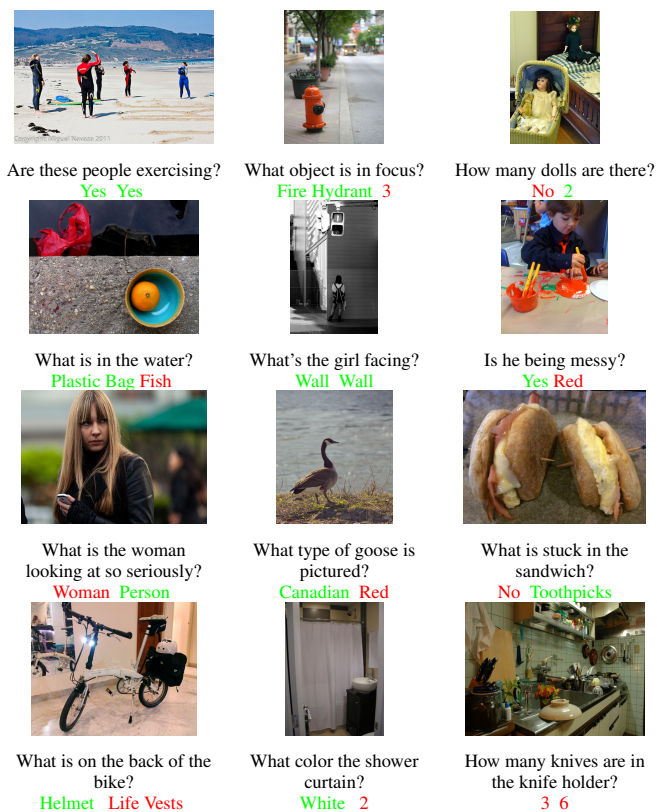 Copyright Miguel Navaza 2011
Are these people exercising?
Yes Yes
What object is in focus?
Fire Hydrant 3
How many dolls are there?
No 2
What is in the water?
Plastic Bag Fish
What's the girl facing?
Wall Wall
Is he being messy?
Yes Red
What is the woman
looking at so seriously?
Woman Person
What type of goose is
pictured?
Canadian Red
What is stuck in the
sandwich?
No Toothpicks
What is on the back of the
bike?
Helmet Life Vests
What color the shower
curtain?
White 2
How many knives are in
the knife holder?
3 6